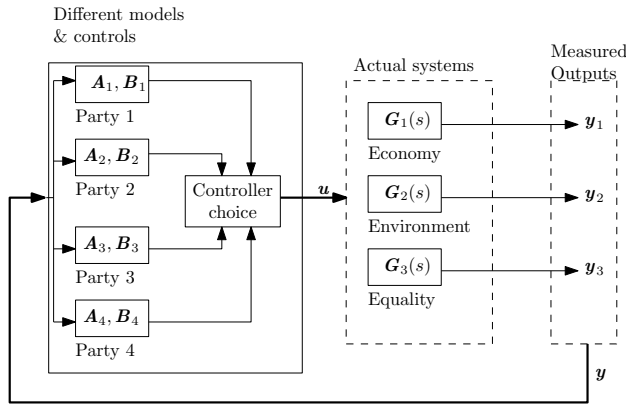 Different models
& controls
A₁, B₁
Party 1
A₂, B₂
Party 2
A₃, B₃
Party 3
A₄, B₄
Party 4
Controller
choice
u
Actual systems
G₁(s)
Economy
G₂(s)
Environment
G₃(s)
Equality
Measured
Outputs
y₁
y₂
y₃
y